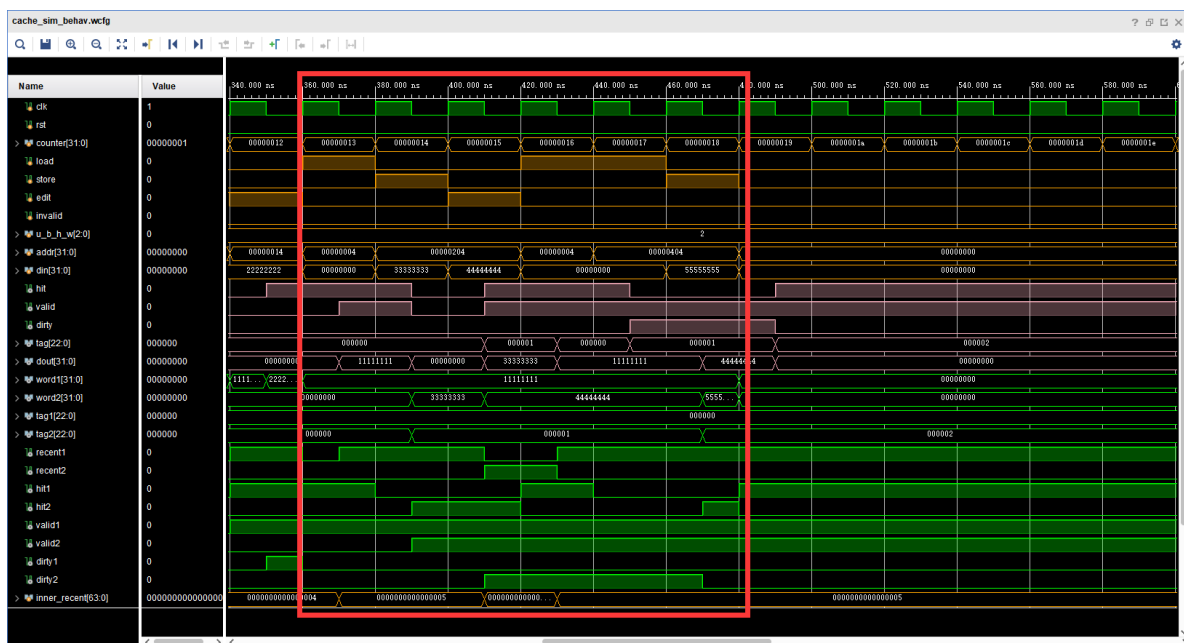 cache_sim_behav.wcfg
Name Value 340.000 ns 360.000 ns 380.000 ns 400.000 ns 420.000 ns 440.000 ns 460.000 ns 500.000 ns 520.000 ns 540.000 ns 560.000 ns 580.000 ns
clk 1
rst 0
counter[31:0] 00000001 00000012 00000013 00000014 00000015 00000016 00000017 00000018 00000019 0000001a 0000001b 0000001c 0000001d 0000001e
load 0
store 0
edit 0
invalid 0
u_b_h_w[2:0] 0 2
addr[31:0] 00000000 00000014 00000004 00000204 00000004 00000404 00000000
din[31:0] 00000000 22222222 00000000 33333333 44444444 00000000 55555555 00000000
hit 0
valid 0
dirty 0
tag[22:0] 000000 000000 000001 000000 000001 000002
dout[31:0] 00000000 00000000 11111111 00000000 33333333 11111111 00000000
word1[31:0] 00000000 1111... 2222... 11111111 00000000
word2[31:0] 00000000 00000000 33333333 44444444 5555... 00000000
tag1[22:0] 000000 000000
tag2[22:0] 000000 000000 000001 000002
recent1 0
recent2 0
hit1 0
hit2 0
valid1 0
valid2 0
dirty1 0
dirty2 0
inner_recent[63:0] 0000000000000005 000000000000... 0000000000000005